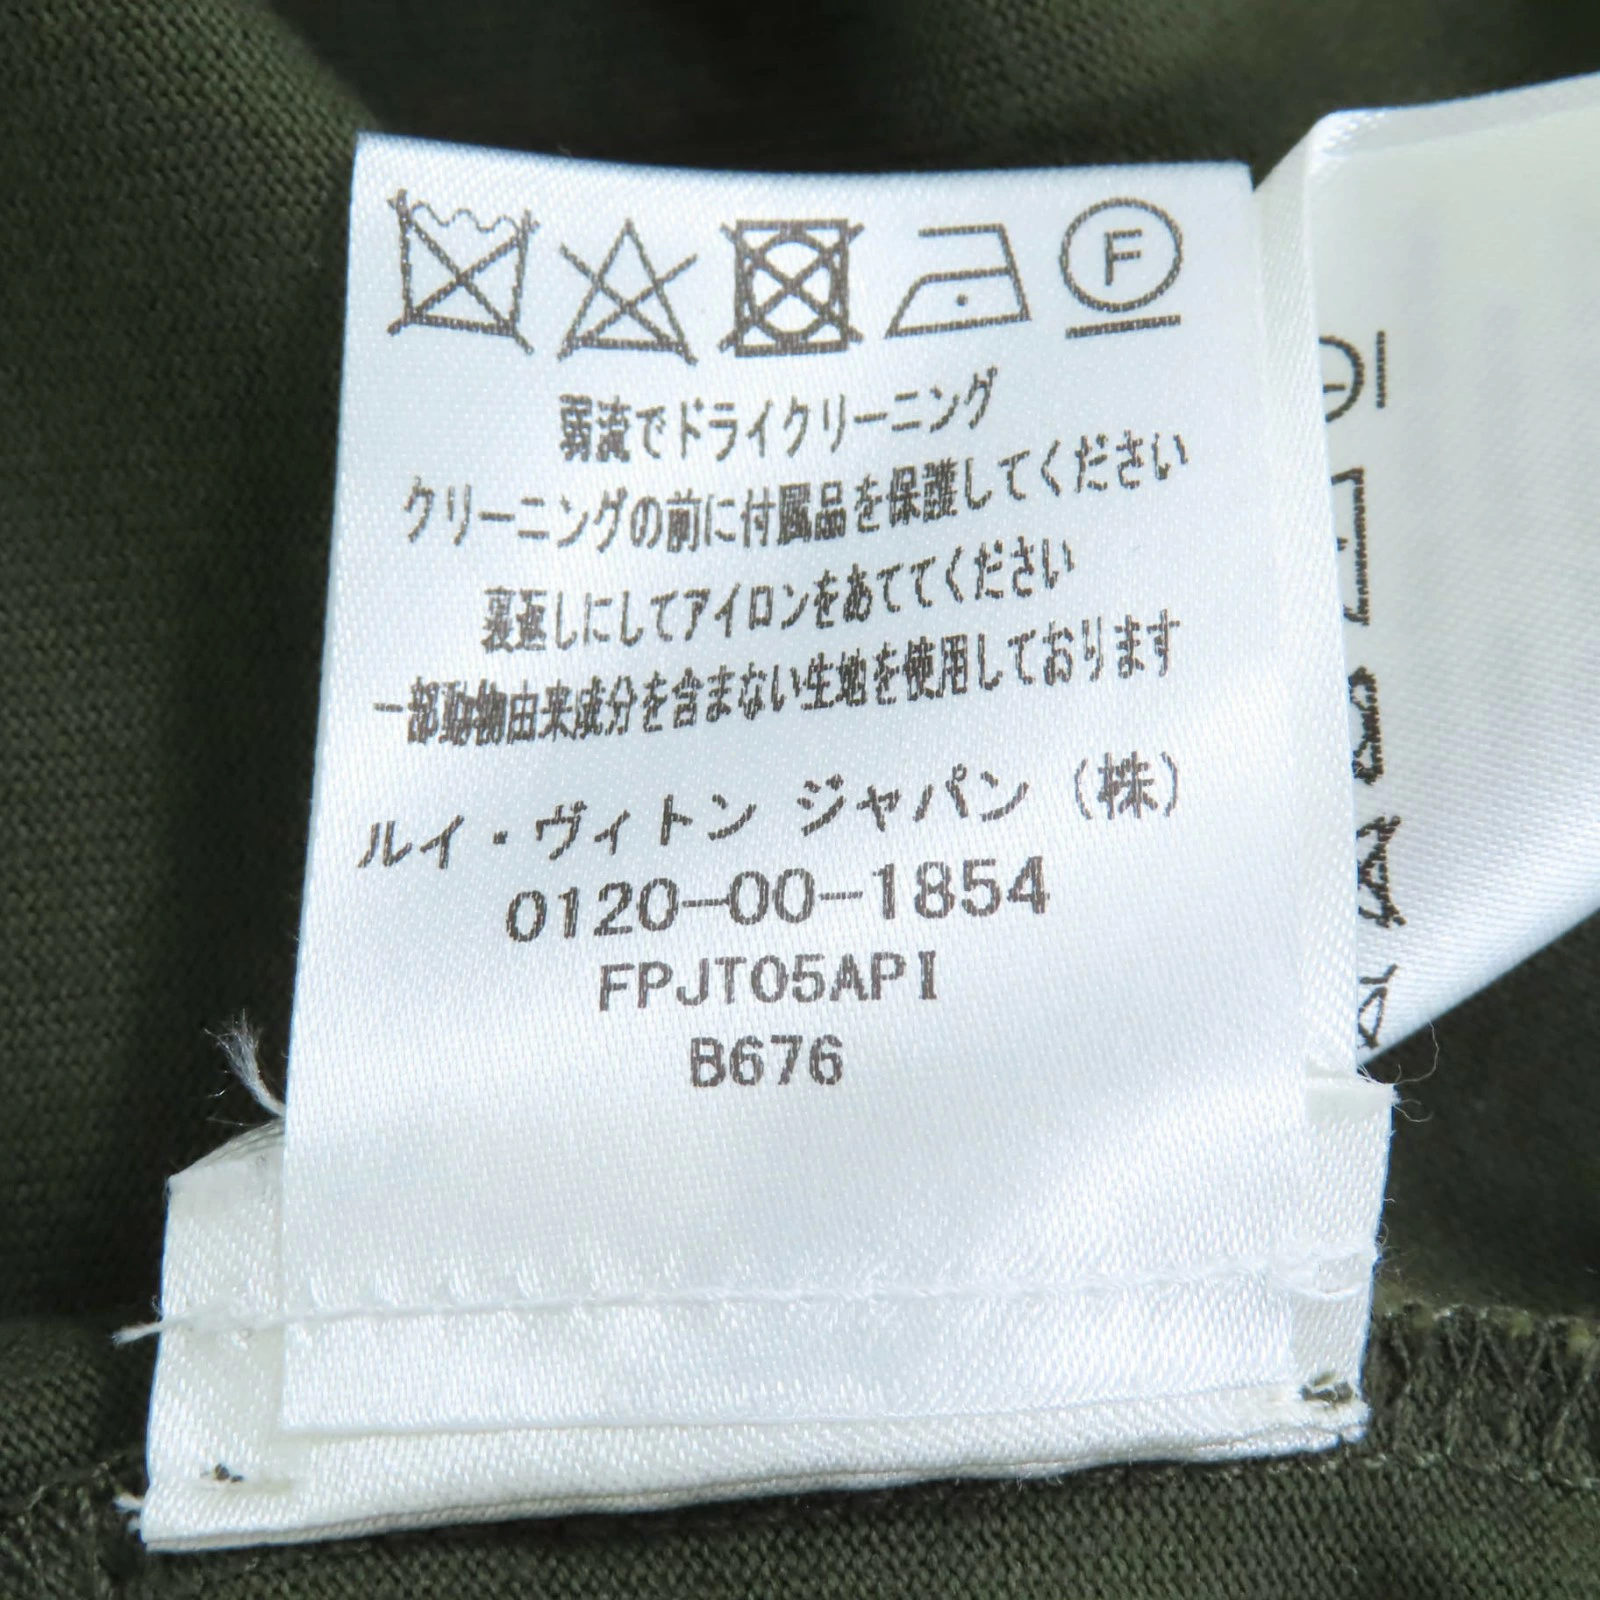 F
弱流でドライクリーニング
クリーニングの前に付属品を保護してください
裏返しにしてアイロンをあててください
一部動物由来成分を含まない生地を使用しております
ルイ・ヴィトン ジャパン（株）
0120-00-1854
FPJT05API
B676